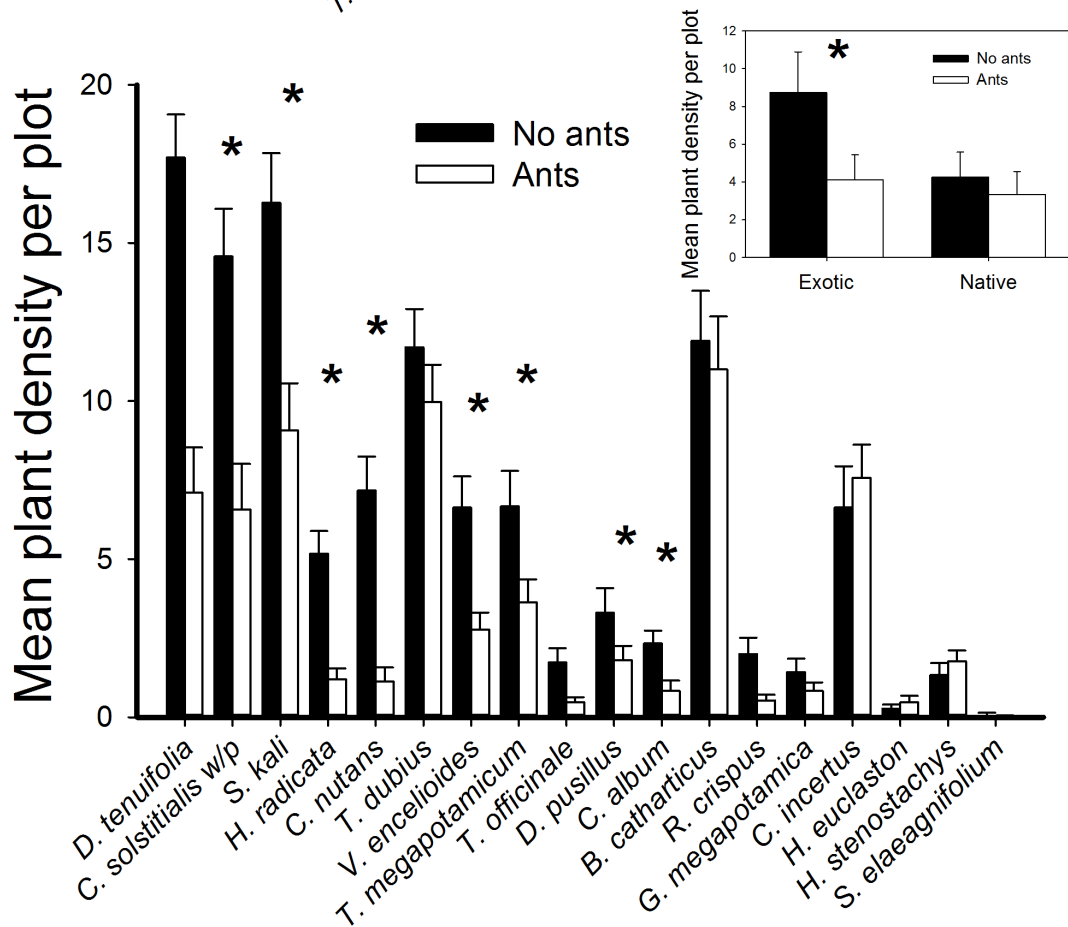 T.
Mean plant density per plot
20
15
10
5
0
No ants
Ants
*
*
*
*
*
*
*
*
D. tenuifolia
C. solstitialis w/p
S. kali
H. radicata
C. nutans
T. dubius
V. encelioides
T. megapotamicum
T. officinale
D. pusillus
C. album
B. catharticus
R. crispus
G. megapotamica
C. incertus
H. euclaston
H. stenostachys
S. elaeagnifolium
Mean plant density per plot
12
10
8
6
4
2
0
*
No ants
Ants
Exotic
Native